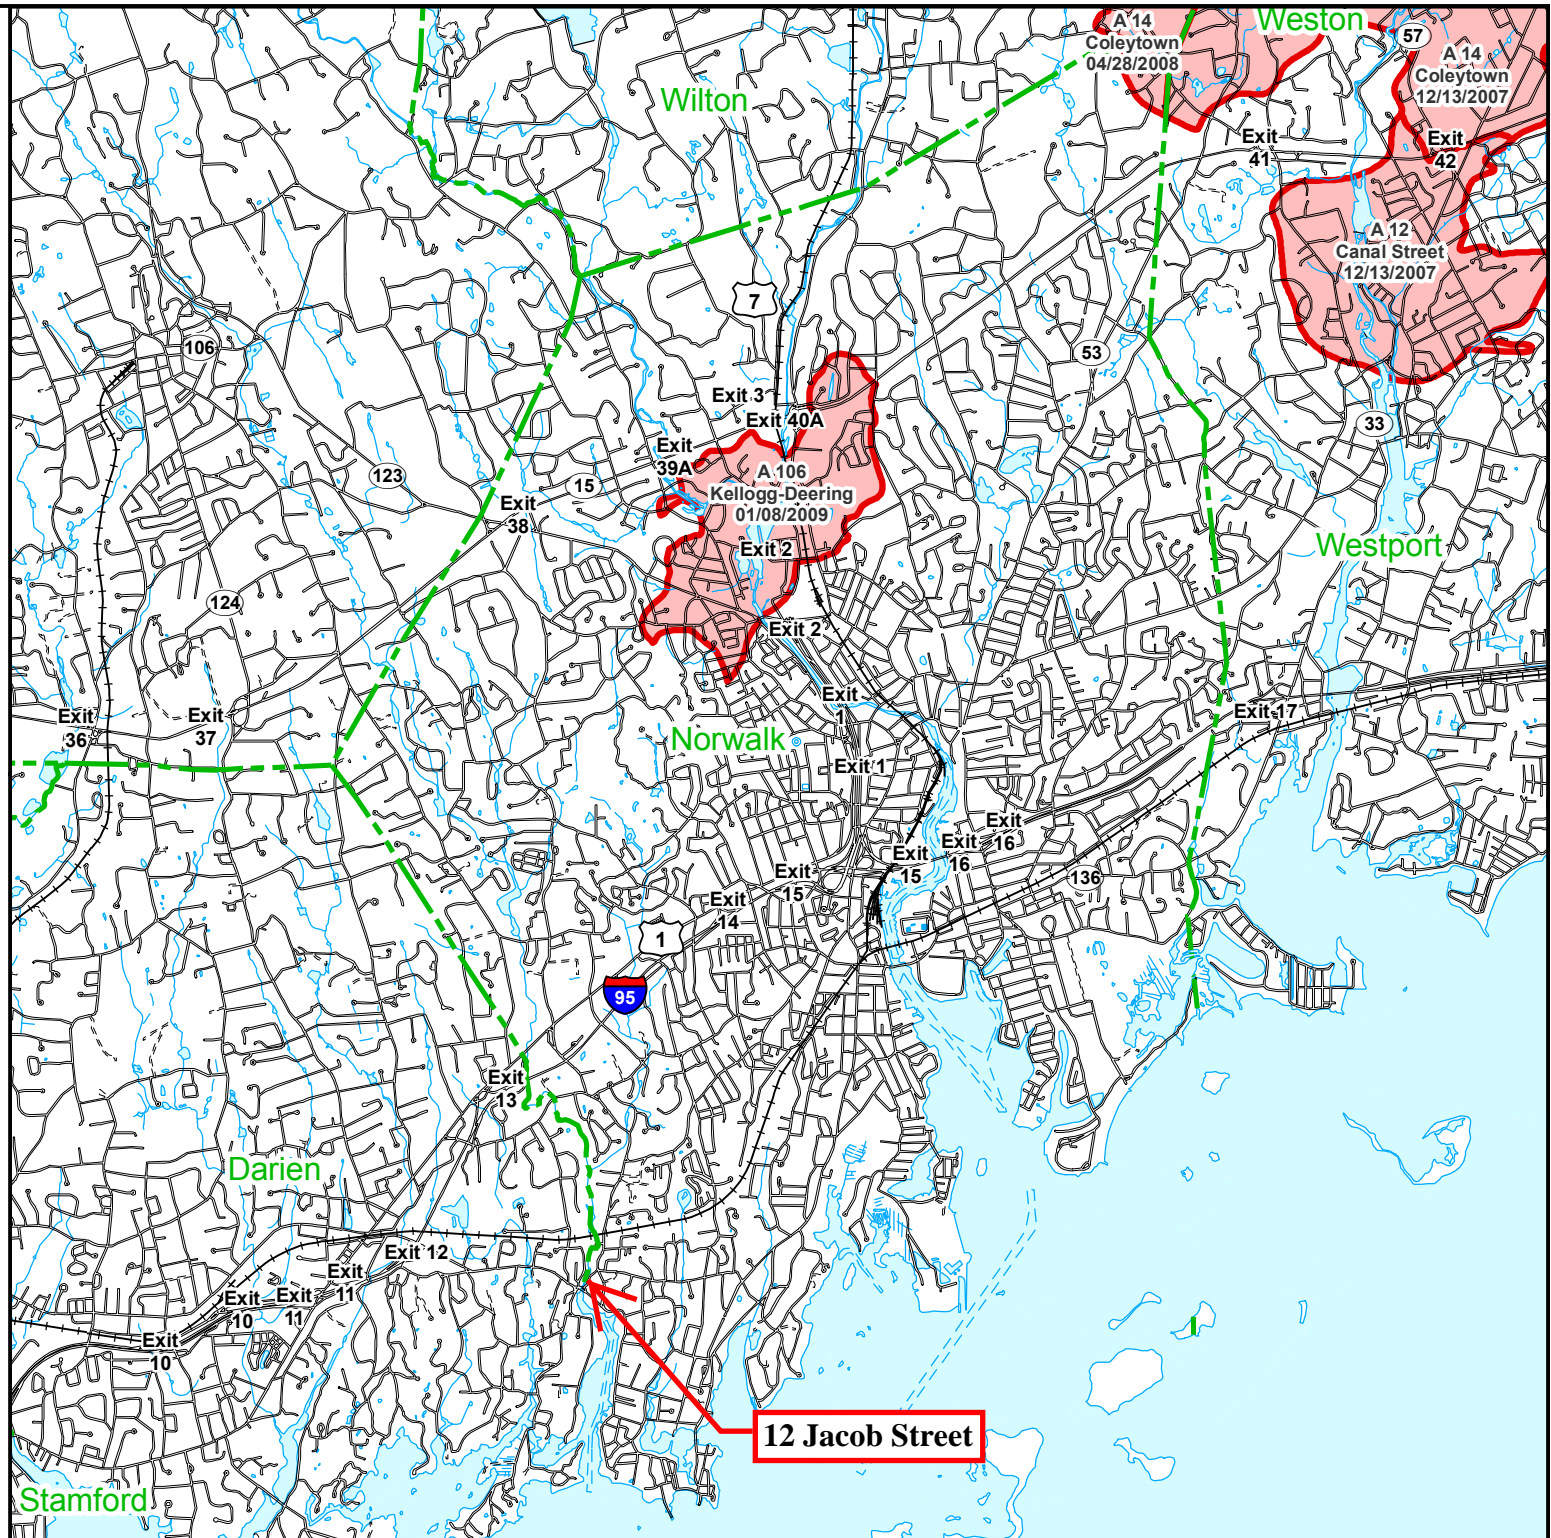 A 14
Coleytown
04/28/2008
Weston
57
A 14
Coleytown
12/13/2007
Wilton
Exit
41
Exit
42
A 12
Canal Street
12/13/2007
7
106
53
Exit 3
Exit 40A
33
Exit
39A
A 106
Kellogg-Deering
01/08/2009
123
15
Exit
38
Exit 2
Westport
124
Exit 2
Exit
36
Exit
37
Exit
1
Exit 17
Norwalk
Exit 1
Exit
16
Exit
16
Exit
15
Exit
15
136
Exit
14
1
95
Exit
13
Darien
Exit 12
Exit
11
Exit
11
Exit
10
Exit
10
12 Jacob Street
Stamford